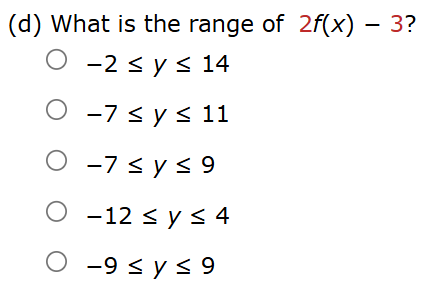 (d) What is the range of 2f(x) − 3?
−2 ≤ y ≤ 14
−7 ≤ y ≤ 11
−7 ≤ y ≤ 9
−12 ≤ y ≤ 4
−9 ≤ y ≤ 9